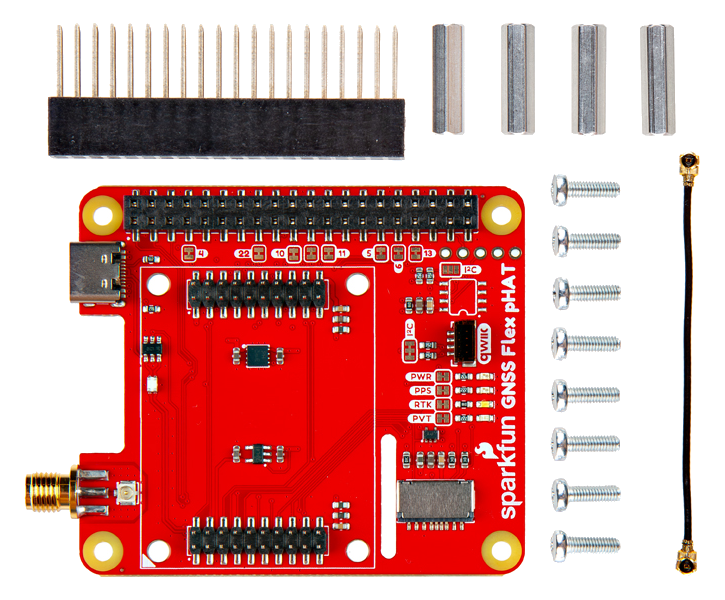 4
22
10
11
5
6
13
I²C
I²C
qwiic
PWR
PPS
RTK
PVT
sparkfun GNSS Flex pHAT